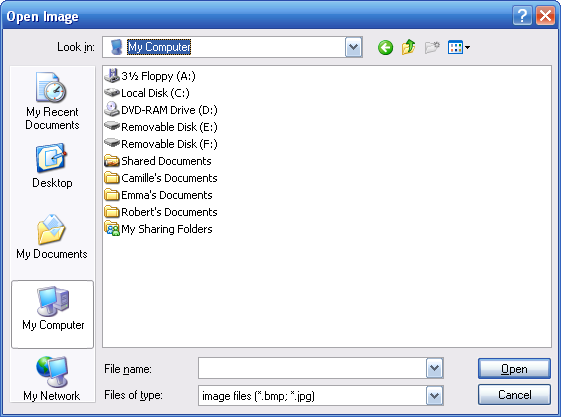 Open Image
Look in: My Computer
My Recent
Documents
Desktop
My Documents
My Computer
My Network
3½ Floppy (A:)
Local Disk (C:)
DVD-RAM Drive (D:)
Removable Disk (E:)
Removable Disk (F:)
Shared Documents
Camille's Documents
Emma's Documents
Robert's Documents
My Sharing Folders
File name:
Open
Files of type: image files (*.bmp; *.jpg)
Cancel